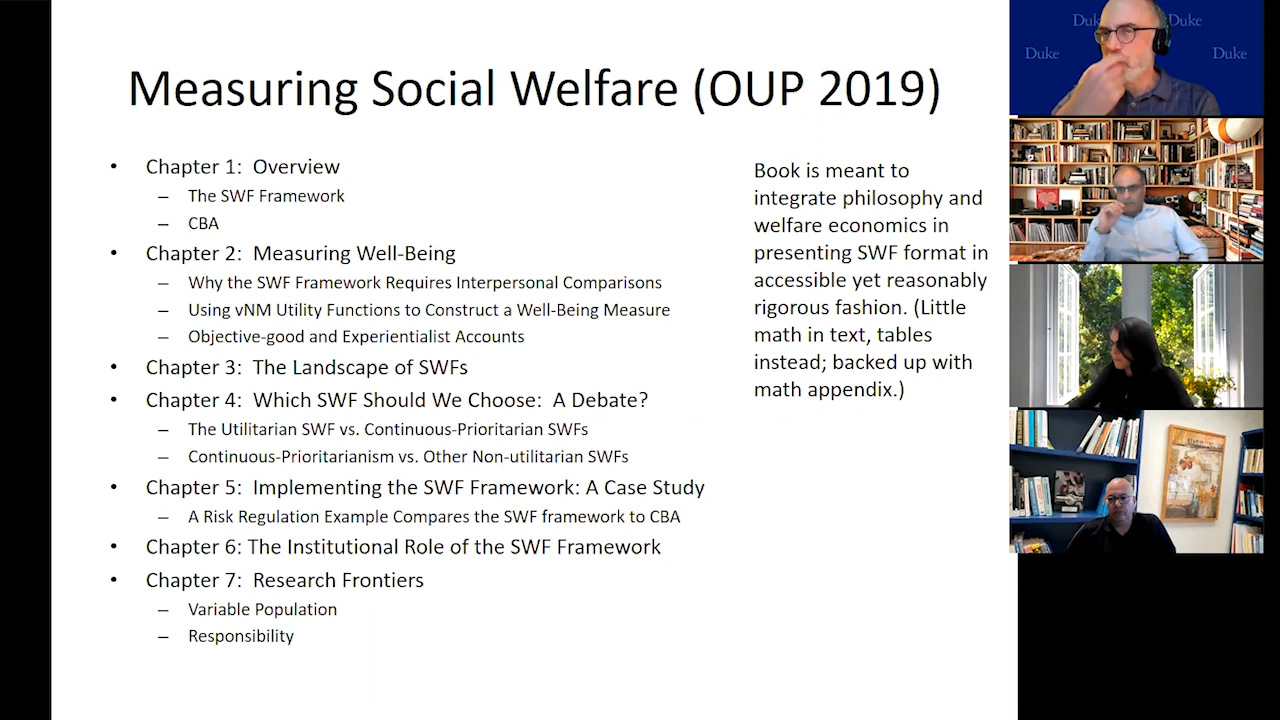 Measuring Social Welfare (OUP 2019)
• Chapter 1: Overview
– The SWF Framework
– CBA
• Chapter 2: Measuring Well-Being
– Why the SWF Framework Requires Interpersonal Comparisons
– Using vNM Utility Functions to Construct a Well-Being Measure
– Objective-good and Experientialist Accounts
• Chapter 3: The Landscape of SWFs
• Chapter 4: Which SWF Should We Choose: A Debate?
– The Utilitarian SWF vs. Continuous-Prioritarian SWFs
– Continuous-Prioritarianism vs. Other Non-utilitarian SWFs
• Chapter 5: Implementing the SWF Framework: A Case Study
– A Risk Regulation Example Compares the SWF framework to CBA
• Chapter 6: The Institutional Role of the SWF Framework
• Chapter 7: Research Frontiers
– Variable Population
– Responsibility
Book is meant to
integrate philosophy and
welfare economics in
presenting SWF format in
accessible yet reasonably
rigorous fashion. (Little
math in text, tables
instead; backed up with
math appendix.)
Duke
Duke
Duke